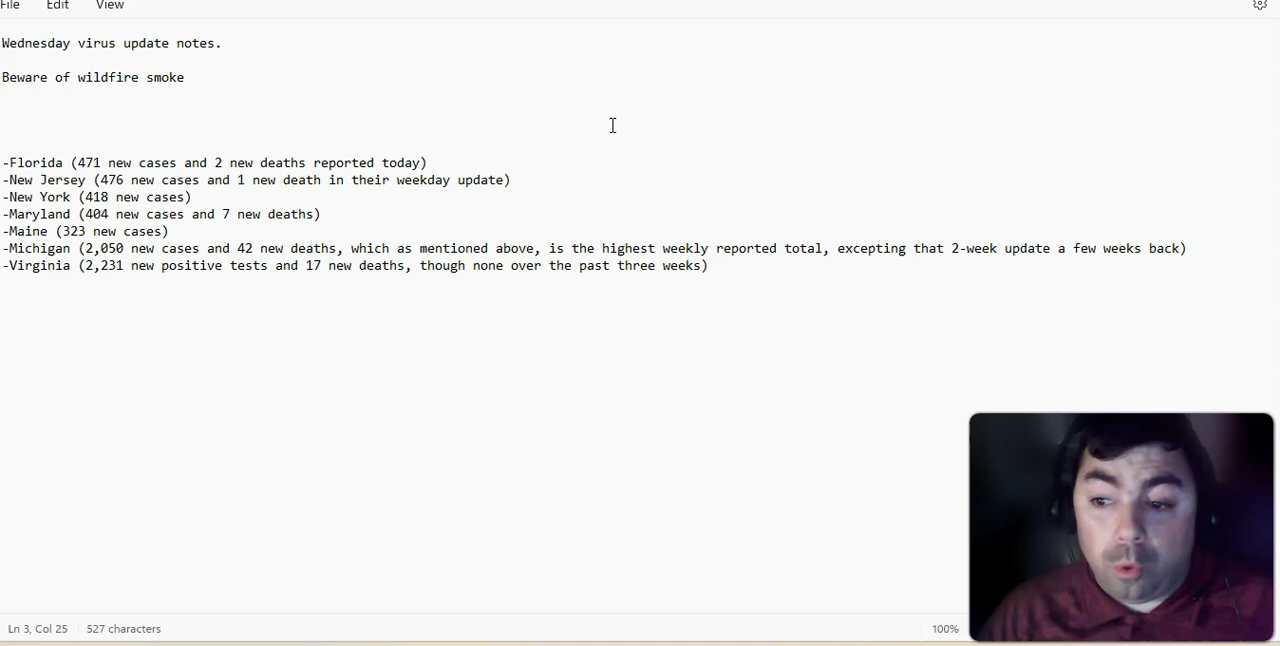 File Edit View
Wednesday virus update notes.
Beware of wildfire smoke
-Florida (471 new cases and 2 new deaths reported today)
-New Jersey (476 new cases and 1 new death in their weekday update)
-New York (418 new cases)
-Maryland (404 new cases and 7 new deaths)
-Maine (323 new cases)
-Michigan (2,050 new cases and 42 new deaths, which as mentioned above, is the highest weekly reported total, excepting that 2-week update a few weeks back)
-Virginia (2,231 new positive tests and 17 new deaths, though none over the past three weeks)
Ln 3, Col 25 527 characters 100%